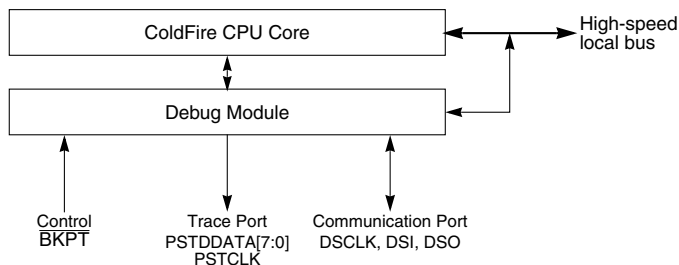 ColdFire CPU Core
High-speed
local bus
Debug Module
Control
BKPT
Trace Port
PSTDDATA[7:0]
PSTCLK
Communication Port
DSCLK, DSI, DSO